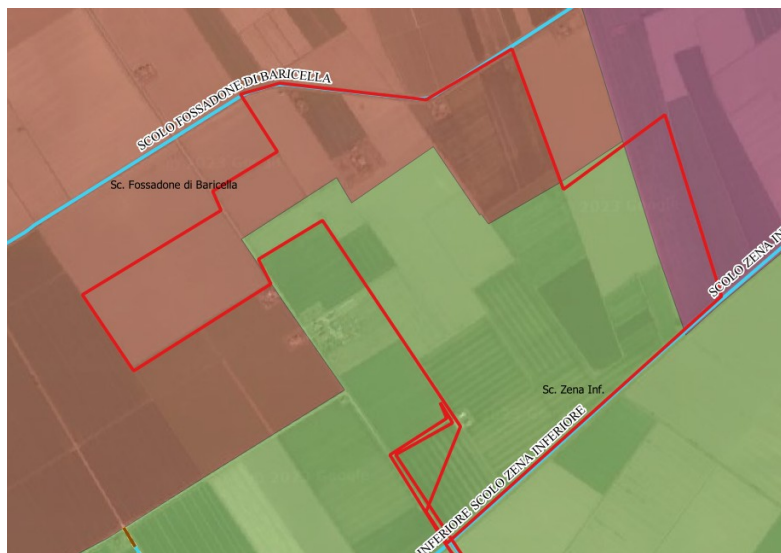 SCOLO FOSSADONE DI BARICELLA
Sc. Fossadone di Baricella
SCOLO ZENA IN
Sc. Zena Inf.
INFERIORE SCOLO ZENA INFERIORE